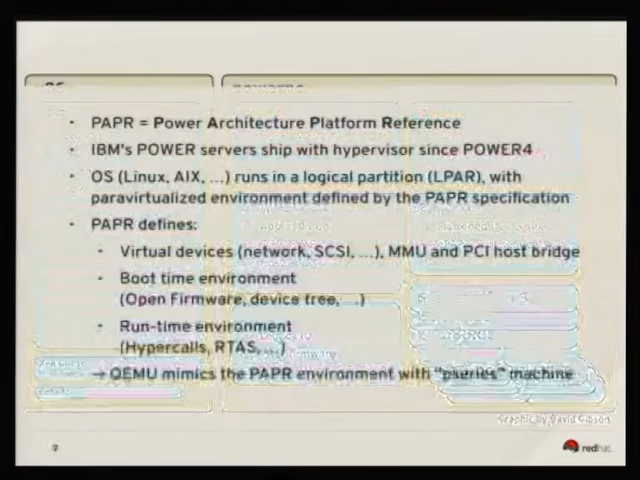 PAPR = Power Architecture Platform Reference
IBM's POWER servers ship with hypervisor since POWER4
OS (Linux, AIX, ...) runs in a logical partition (LPAR), with
paravirtualized environment defined by the PAPR specification
PAPR defines:
Virtual devices (network, SCSI, ...), MMU and PCI host bridge
Boot time environment
(Open Firmware, device tree, ...)
Run-time environment
(Hypercalls, RTAS, ...)
→ QEMU mimics the PAPR environment with "pseries" machine
Graphic by David Gibson
redhat